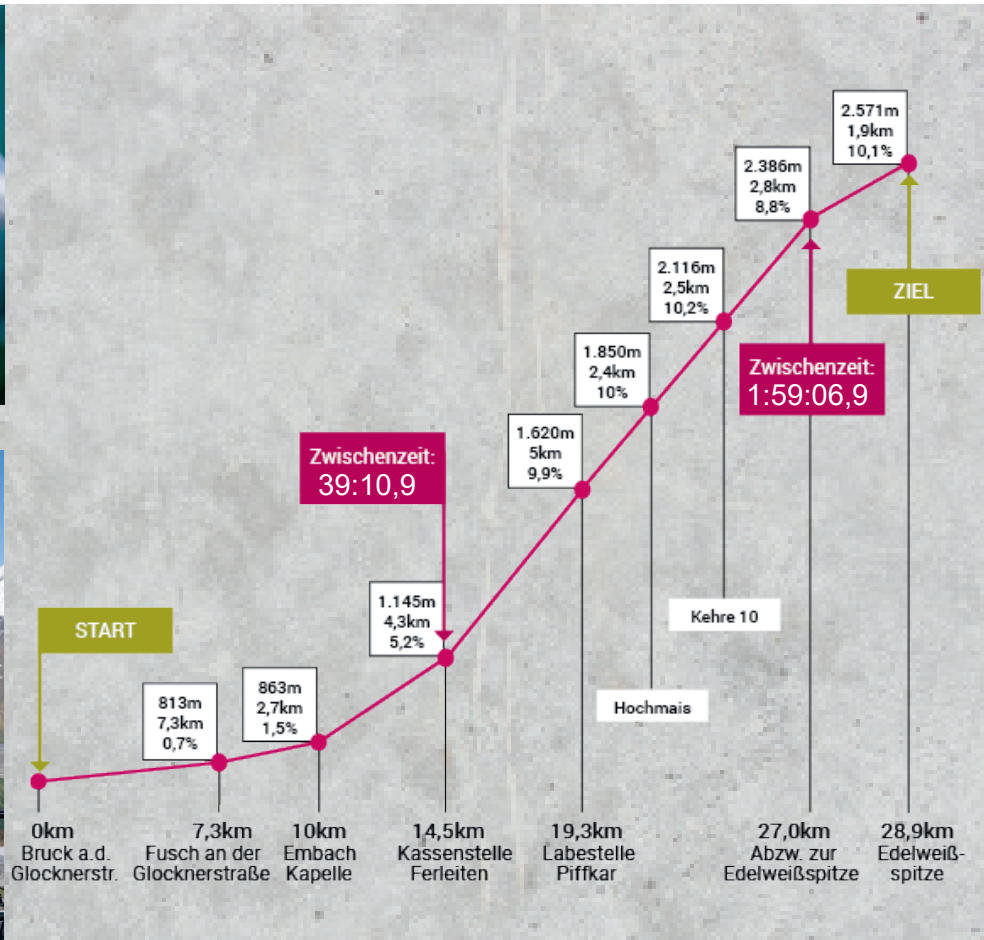 2.571m
1,9km
10,1%
2.386m
2,8km
8,8%
2.116m
2,5km
10,2%
ZIEL
1.850m
2,4km
10%
Zwischenzeit:
1:59:06,9
1.620m
5km
9,9%
Zwischenzeit:
39:10,9
1.145m
4,3km
5,2%
START
Kehre 10
863m
2,7km
1,5%
813m
7,3km
0,7%
Hochmais
0km
Bruck a.d.
Glocknerstr.
7,3km
Fusch an der
Glocknerstraße
10km
Embach
Kapelle
14,5km
Kassenstelle
Ferleiten
19,3km
Labestelle
Piffkar
27,0km
Abzw. zur
Edelweißspitze
28,9km
Edelweiß-
spitze